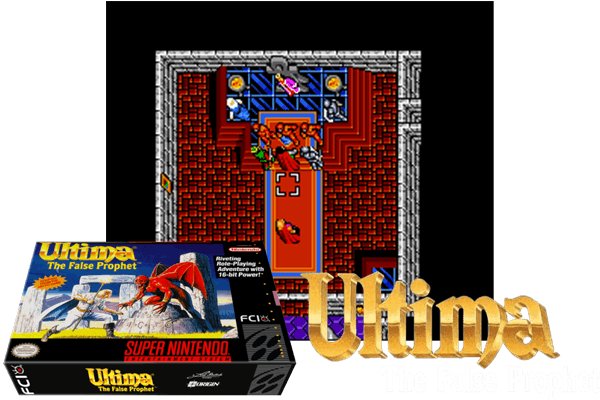 Ultima
The False Prophet
Nintendo
Riveting
Role-Playing
Adventure with
16-bit Power!
FCI
SUPER NINTENDO
ENTERTAINMENT SYSTEM
FCI
Ultima
The False Prophet
ORIGIN
Ultima
The False Prophet